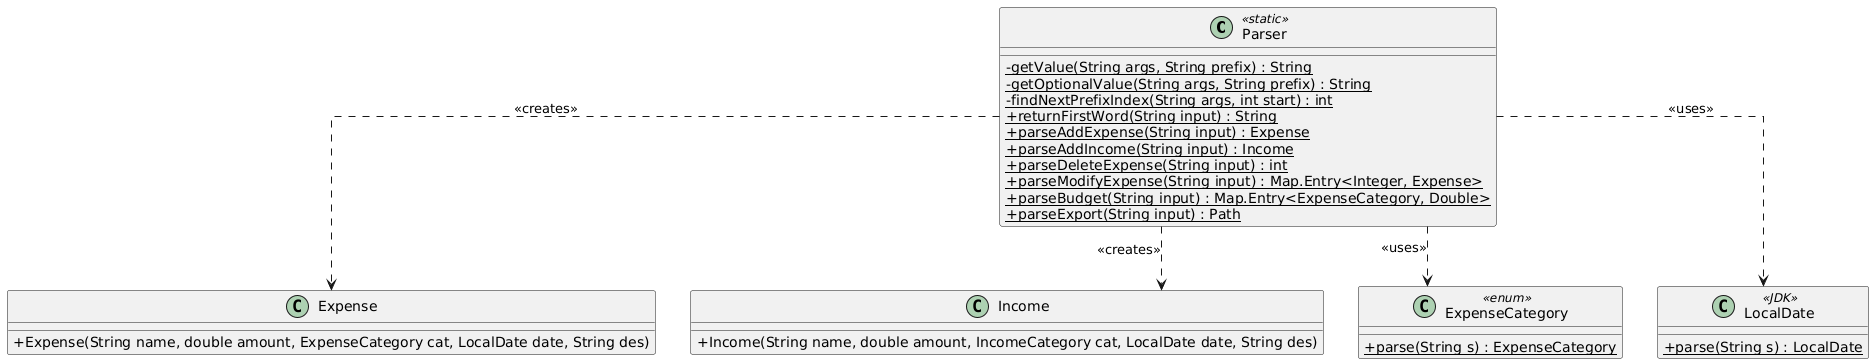 «static»
C Parser
-getValue(String args, String prefix) : String
-getOptionalValue(String args, String prefix) : String
-findNextPrefixIndex(String args, int start) : int
+returnFirstWord(String input) : String
+parseAddExpense(String input) : Expense
+parseAddIncome(String input) : Income
+parseDeleteExpense(String input) : int
+parseModifyExpense(String input) : Map.Entry<Integer, Expense>
+parseBudget(String input) : Map.Entry<ExpenseCategory, Double>
+parseExport(String input) : Path
«creates»
«uses»
«creates»
«uses»
C Expense
+Expense(String name, double amount, ExpenseCategory cat, LocalDate date, String des)
C Income
+Income(String name, double amount, IncomeCategory cat, LocalDate date, String des)
«enum»
C ExpenseCategory
+parse(String s) : ExpenseCategory
«JDK»
C LocalDate
+parse(String s) : LocalDate